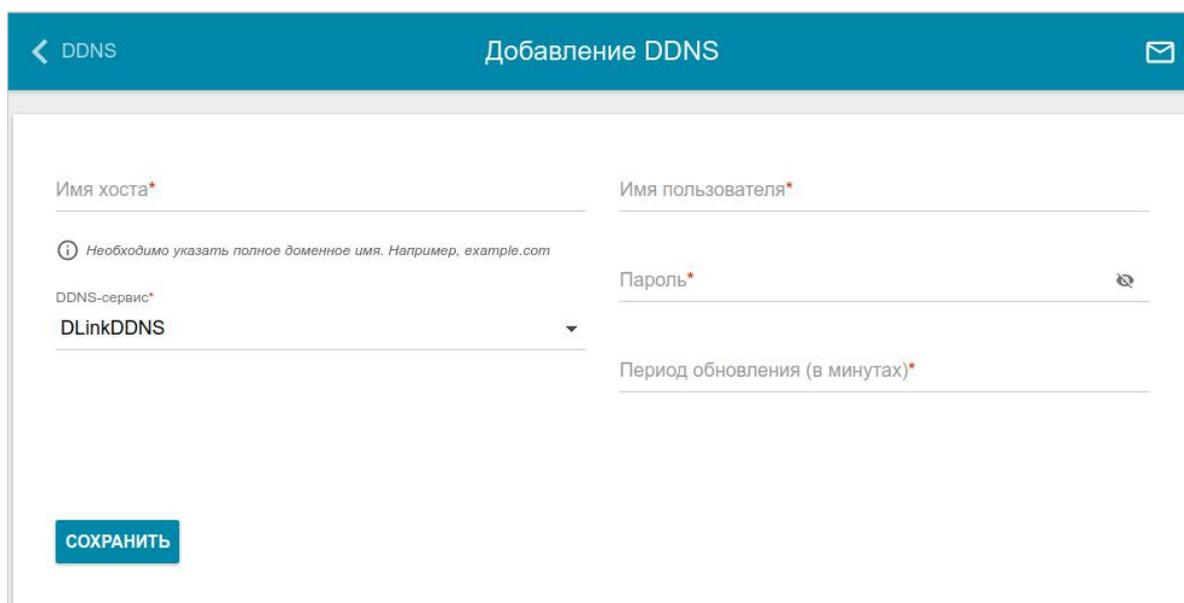 DDNS
Добавление DDNS
Имя хоста*
Необходимо указать полное доменное имя. Например, example.com
DDNS-сервис*
DLinkDDNS
Имя пользователя*
Пароль*
Период обновления (в минутах)*
СОХРАНИТЬ